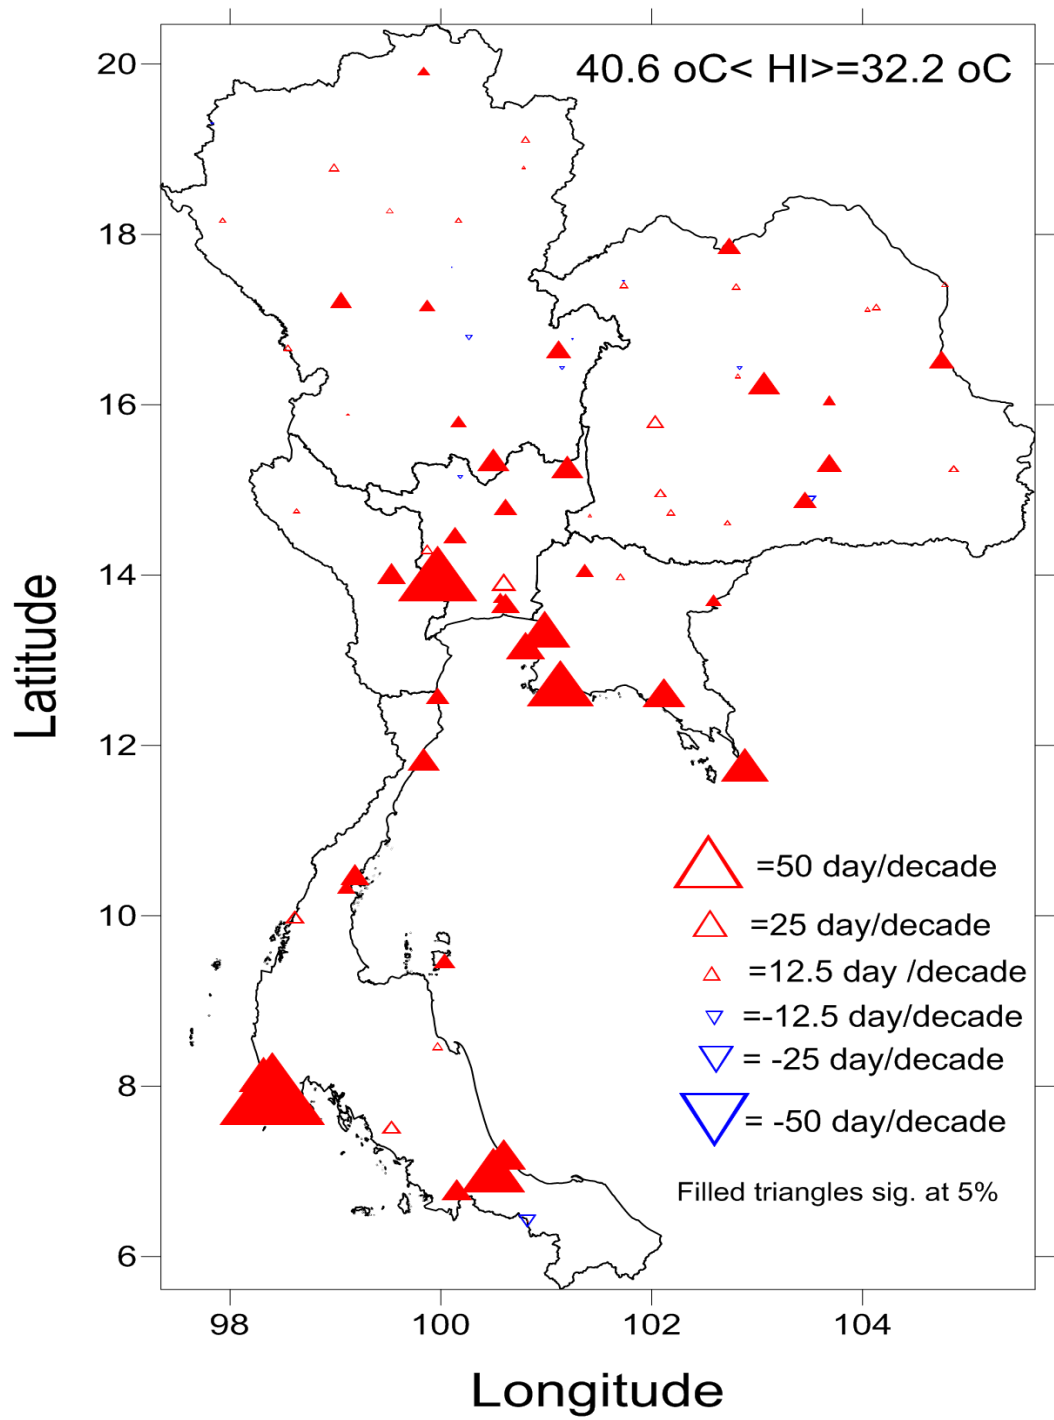 40.6 oC< HI>=32.2 oC
20
18
16
14
12
10
8
6
Latitude
=50 day/decade
=25 day/decade
=12.5 day /decade
=-12.5 day/decade
= -25 day/decade
= -50 day/decade
Filled triangles sig. at 5%
98 100 102 104
Longitude